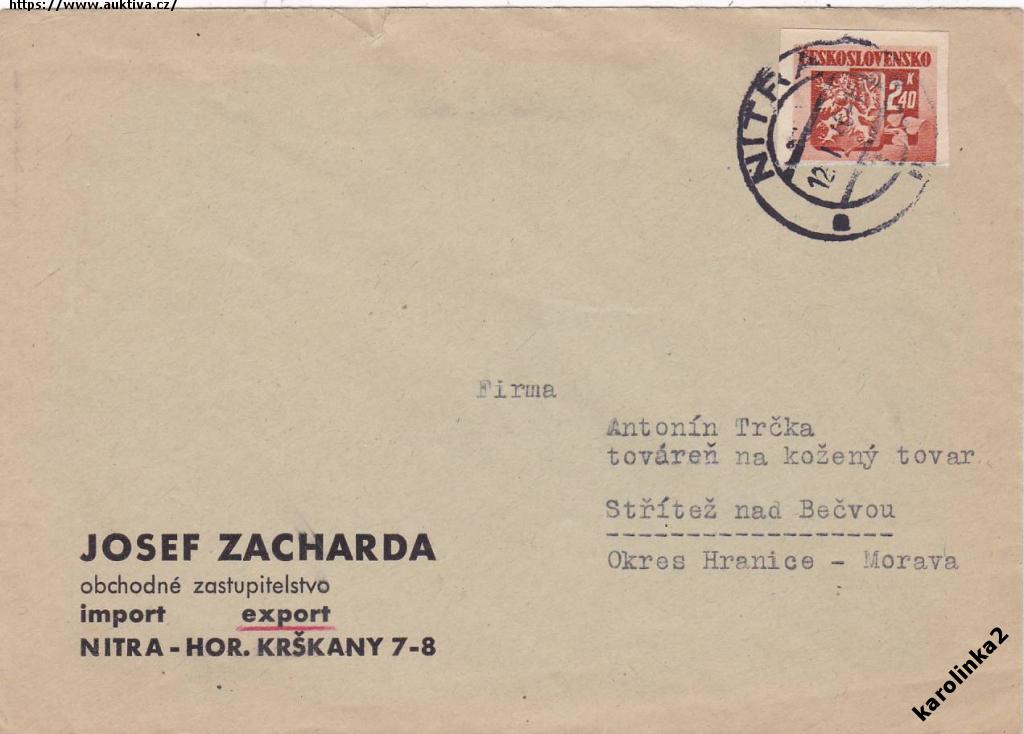 https://www.auktiva.cz/
ČESKOSLOVENSKO
K
2 40
NITRA
12. I
a
Firma
Antonín Trčka
továreň na kožený tovar
Střítež nad Bečvou
Okres Hranice - Morava
JOSEF ZACHARDA
obchodné zastupitelstvo
import export
NITRA - HOR. KRŠKANY 7-8
karolinka2